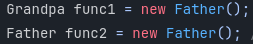 Grandpa func1 = new Father();
Father func2 = new Father();